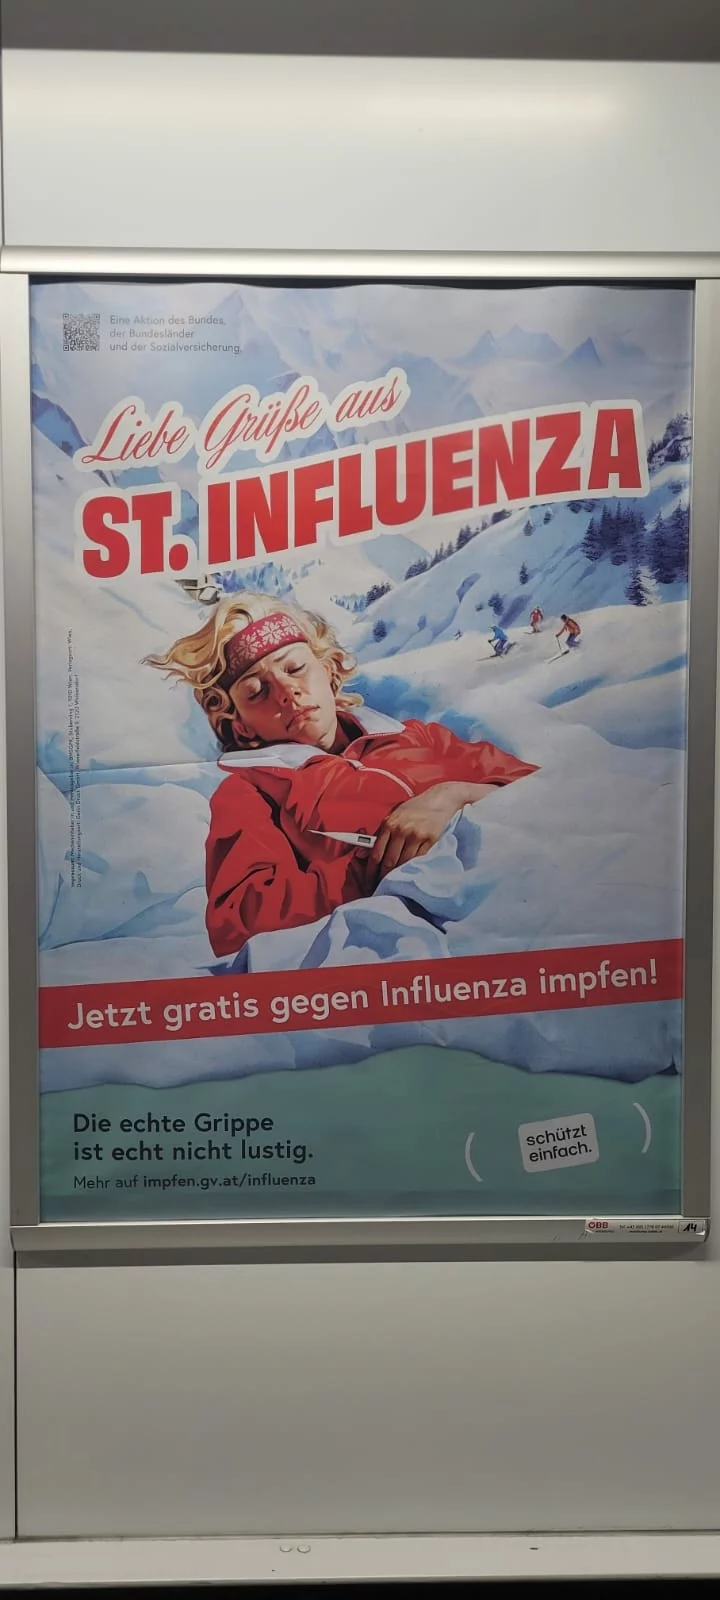 Eine Aktion des Bundes,
der Bundesländer
und der Sozialversicherung.
Liebe Grüße aus
ST. INFLUENZA
Jetzt gratis gegen Influenza impfen!
Die echte Grippe
ist echt nicht lustig.
Mehr auf impfen.gv.at/influenza
schützt
einfach.
ÖBB
14